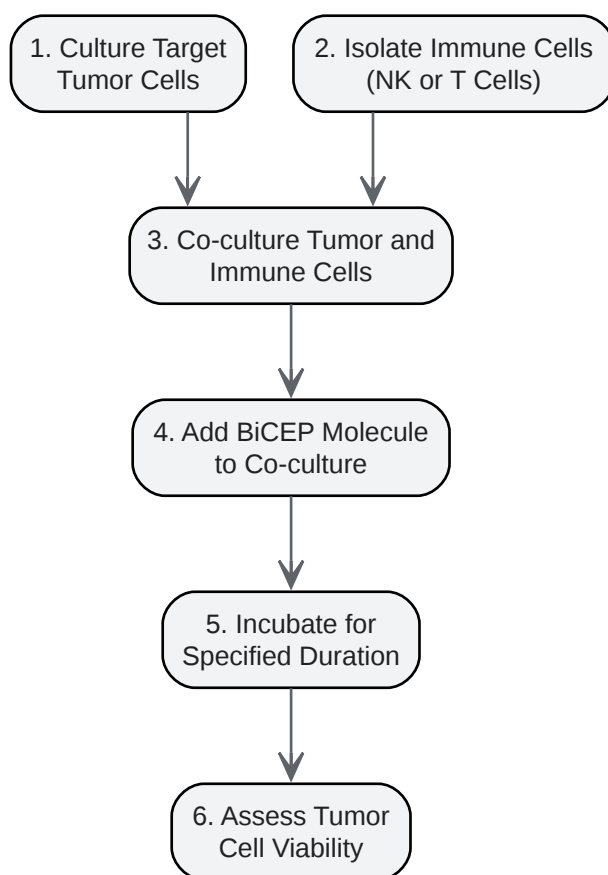 1. Culture Target
Tumor Cells
2. Isolate Immune Cells
(NK or T Cells)
3. Co-culture Tumor and
Immune Cells
4. Add BiCEP Molecule
to Co-culture
5. Incubate for
Specified Duration
6. Assess Tumor
Cell Viability